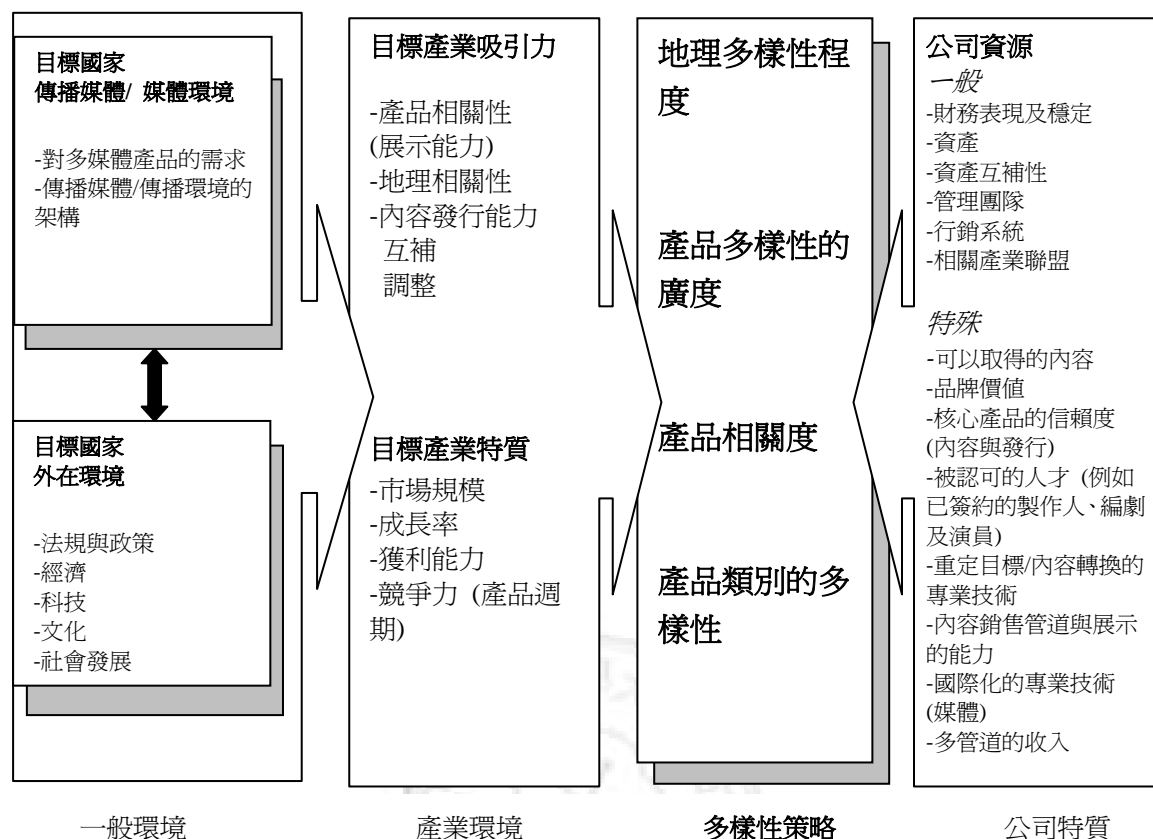 目標國家
傳播媒體/ 媒體環境
-對多媒體產品的需求
-傳播媒體/傳播環境的
架構
目標國家
外在環境
-法規與政策
-經濟
-科技
-文化
-社會發展
一般環境
目標產業吸引力
-產品相關性
(展示能力)
-地理相關性
-內容發行能力
互補
調整
目標產業特質
-市場規模
-成長率
-獲利能力
-競爭力 (產品週
期)
產業環境
地理多樣性程
度
產品多樣性的
廣度
產品相關度
產品類別的多
樣性
多樣性策略
公司資源
一般
-財務表現及穩定
-資產
-資產互補性
-管理團隊
-行銷系統
-相關產業聯盟
特殊
-可以取得的內容
-品牌價值
-核心產品的信賴度
(內容與發行)
-被認可的人才 (例如
已簽約的製作人、編劇
及演員)
-重定目標/內容轉換的
專業技術
-內容銷售管道與展示
的能力
-國際化的專業技術
(媒體)
-多管道的收入
公司特質